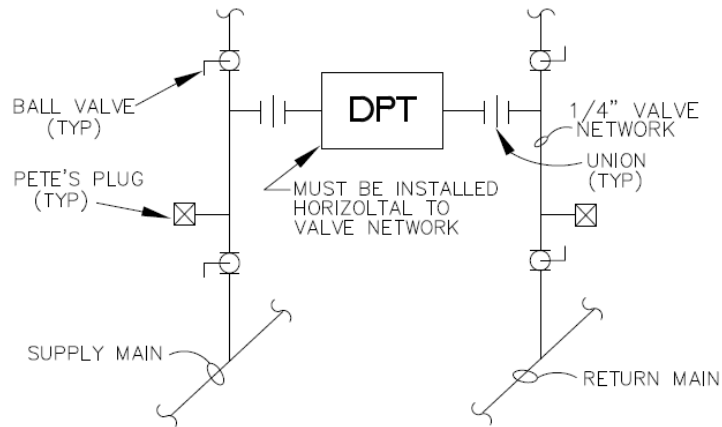 BALL VALVE
(TYP)
DPT
1/4" VALVE
NETWORK
PETE'S PLUG
(TYP)
MUST BE INSTALLED
HORIZOLTAL TO
VALVE NETWORK
UNION
(TYP)
SUPPLY MAIN
RETURN MAIN